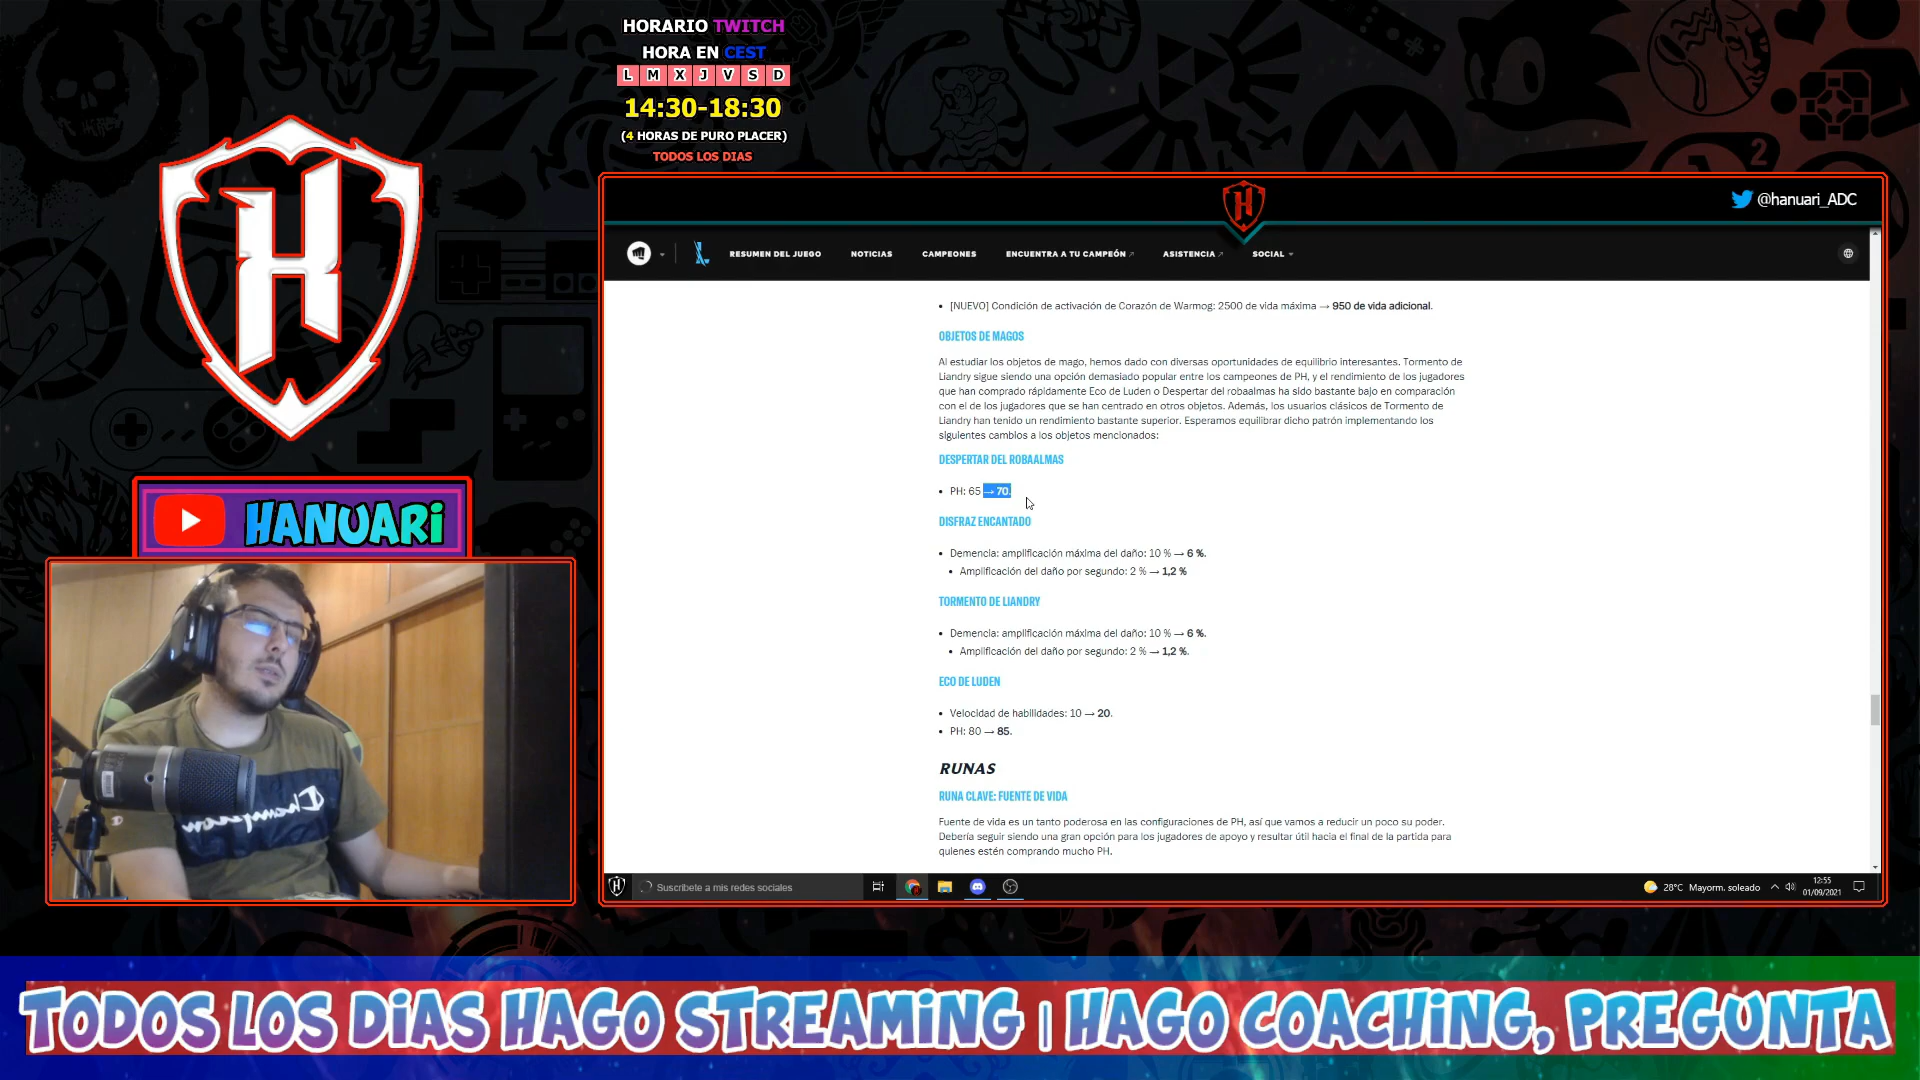 HORARIO TWITCH
HORA EN CEST
L M X J V S D
14:30-18:30
(4 HORAS DE PURO PLACER)
TODOS LOS DIAS
H
H
@hanuari_ADC
RESUMEN DEL JUEGO NOTICIAS CAMPEONES ENCUENTRA A TU CAMPEÓN ASISTENCIA SOCIAL
• [NUEVO] Condición de activación de Corazón de Warmog: 2500 de vida máxima → 950 de vida adicional.
OBJETOS DE MAGOS
Al estudiar los objetos de mago, hemos dado con diversas oportunidades de equilibrio interesantes. Tormento de
Liandry sigue siendo una opción demasiado popular entre los campeones de PH, y el rendimiento de los jugadores
que han comprado rápidamente Eco de Luden o Despertar del robaalmas ha sido bastante bajo en comparación
con el de los jugadores que se han centrado en otros objetos. Además, los usuarios clásicos de Tormento de
Liandry han tenido un rendimiento bastante superior. Esperamos equilibrar dicho patrón implementando los
siguientes cambios a los objetos mencionados:
DESPERTAR DEL ROBAALMAS
• PH: 65 → 70.
DISFRAZ ENCANTADO
• Demencia: amplificación máxima del daño: 10 % → 6 %.
• Amplificación del daño por segundo: 2 % → 1,2 %
TORMENTO DE LIANDRY
• Demencia: amplificación máxima del daño: 10 % → 6 %.
• Amplificación del daño por segundo: 2 % → 1,2 %.
ECO DE LUDEN
• Velocidad de habilidades: 10 → 20.
• PH: 80 → 85.
RUNAS
RUNA CLAVE: FUENTE DE VIDA
Fuente de vida es un tanto poderosa en las configuraciones de PH, así que vamos a reducir un poco su poder.
Debería seguir siendo una gran opción para los jugadores de apoyo y resultar útil hacia el final de la partida para
quienes estén comprando mucho PH.
HANUARi
Champion
H
Suscribete a mis redes sociales
28°C Mayorm. soleado
12:55
01/09/2021
TODOS LOS DiAS HAGO STREAMiNG | HAGO COACHiNG, PREGUNTA